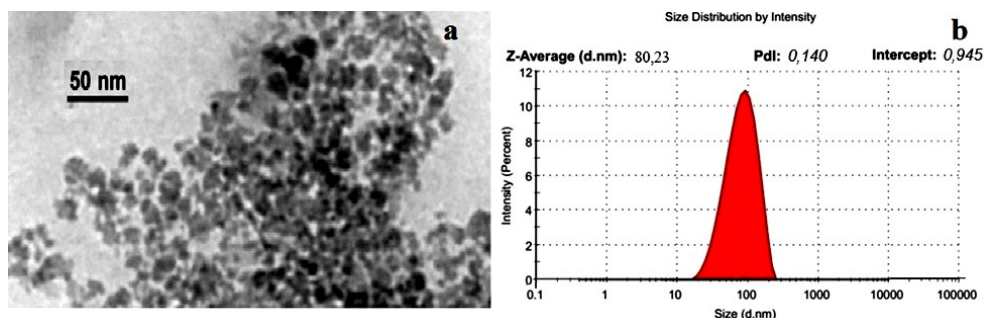 a
50 nm
Size Distribution by Intensity
b
Z-Average (d.nm): 80,23 PdI: 0,140 Intercept: 0,945
Intensity (Percent)
12
10
8
6
4
2
0
0.1 1 10 100 1000 10000 100000
Size (d.nm)